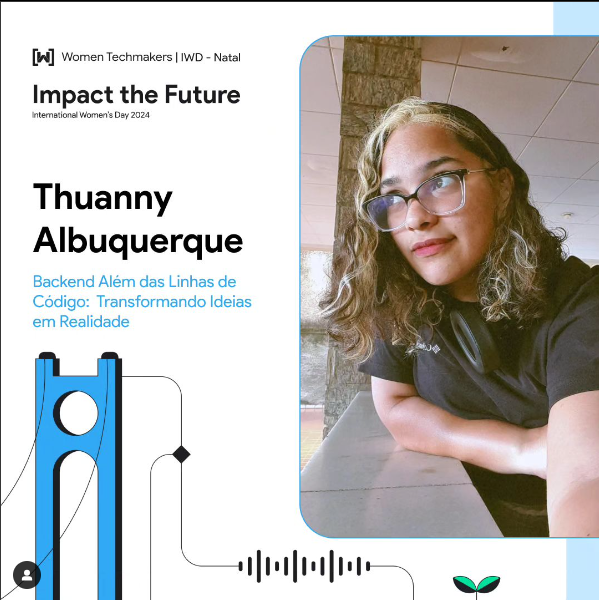 Women Techmakers | IWD - Natal
Impact the Future
International Women's Day 2024
Thuanny
Albuquerque
Backend Além das Linhas de
Código: Transformando Ideias
em Realidade